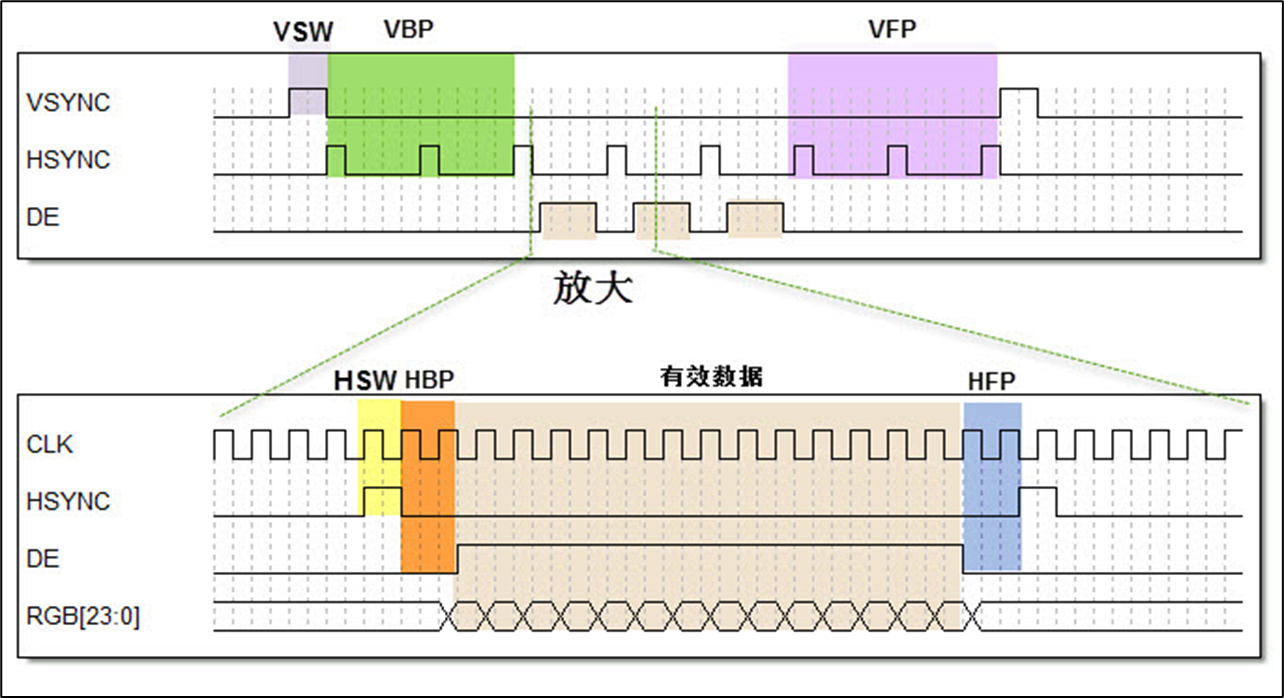 VSW VBP VFP
VSYNC
HSYNC
DE
放大
HSW HBP 有效数据 HFP
CLK
HSYNC
DE
RGB[23:0]